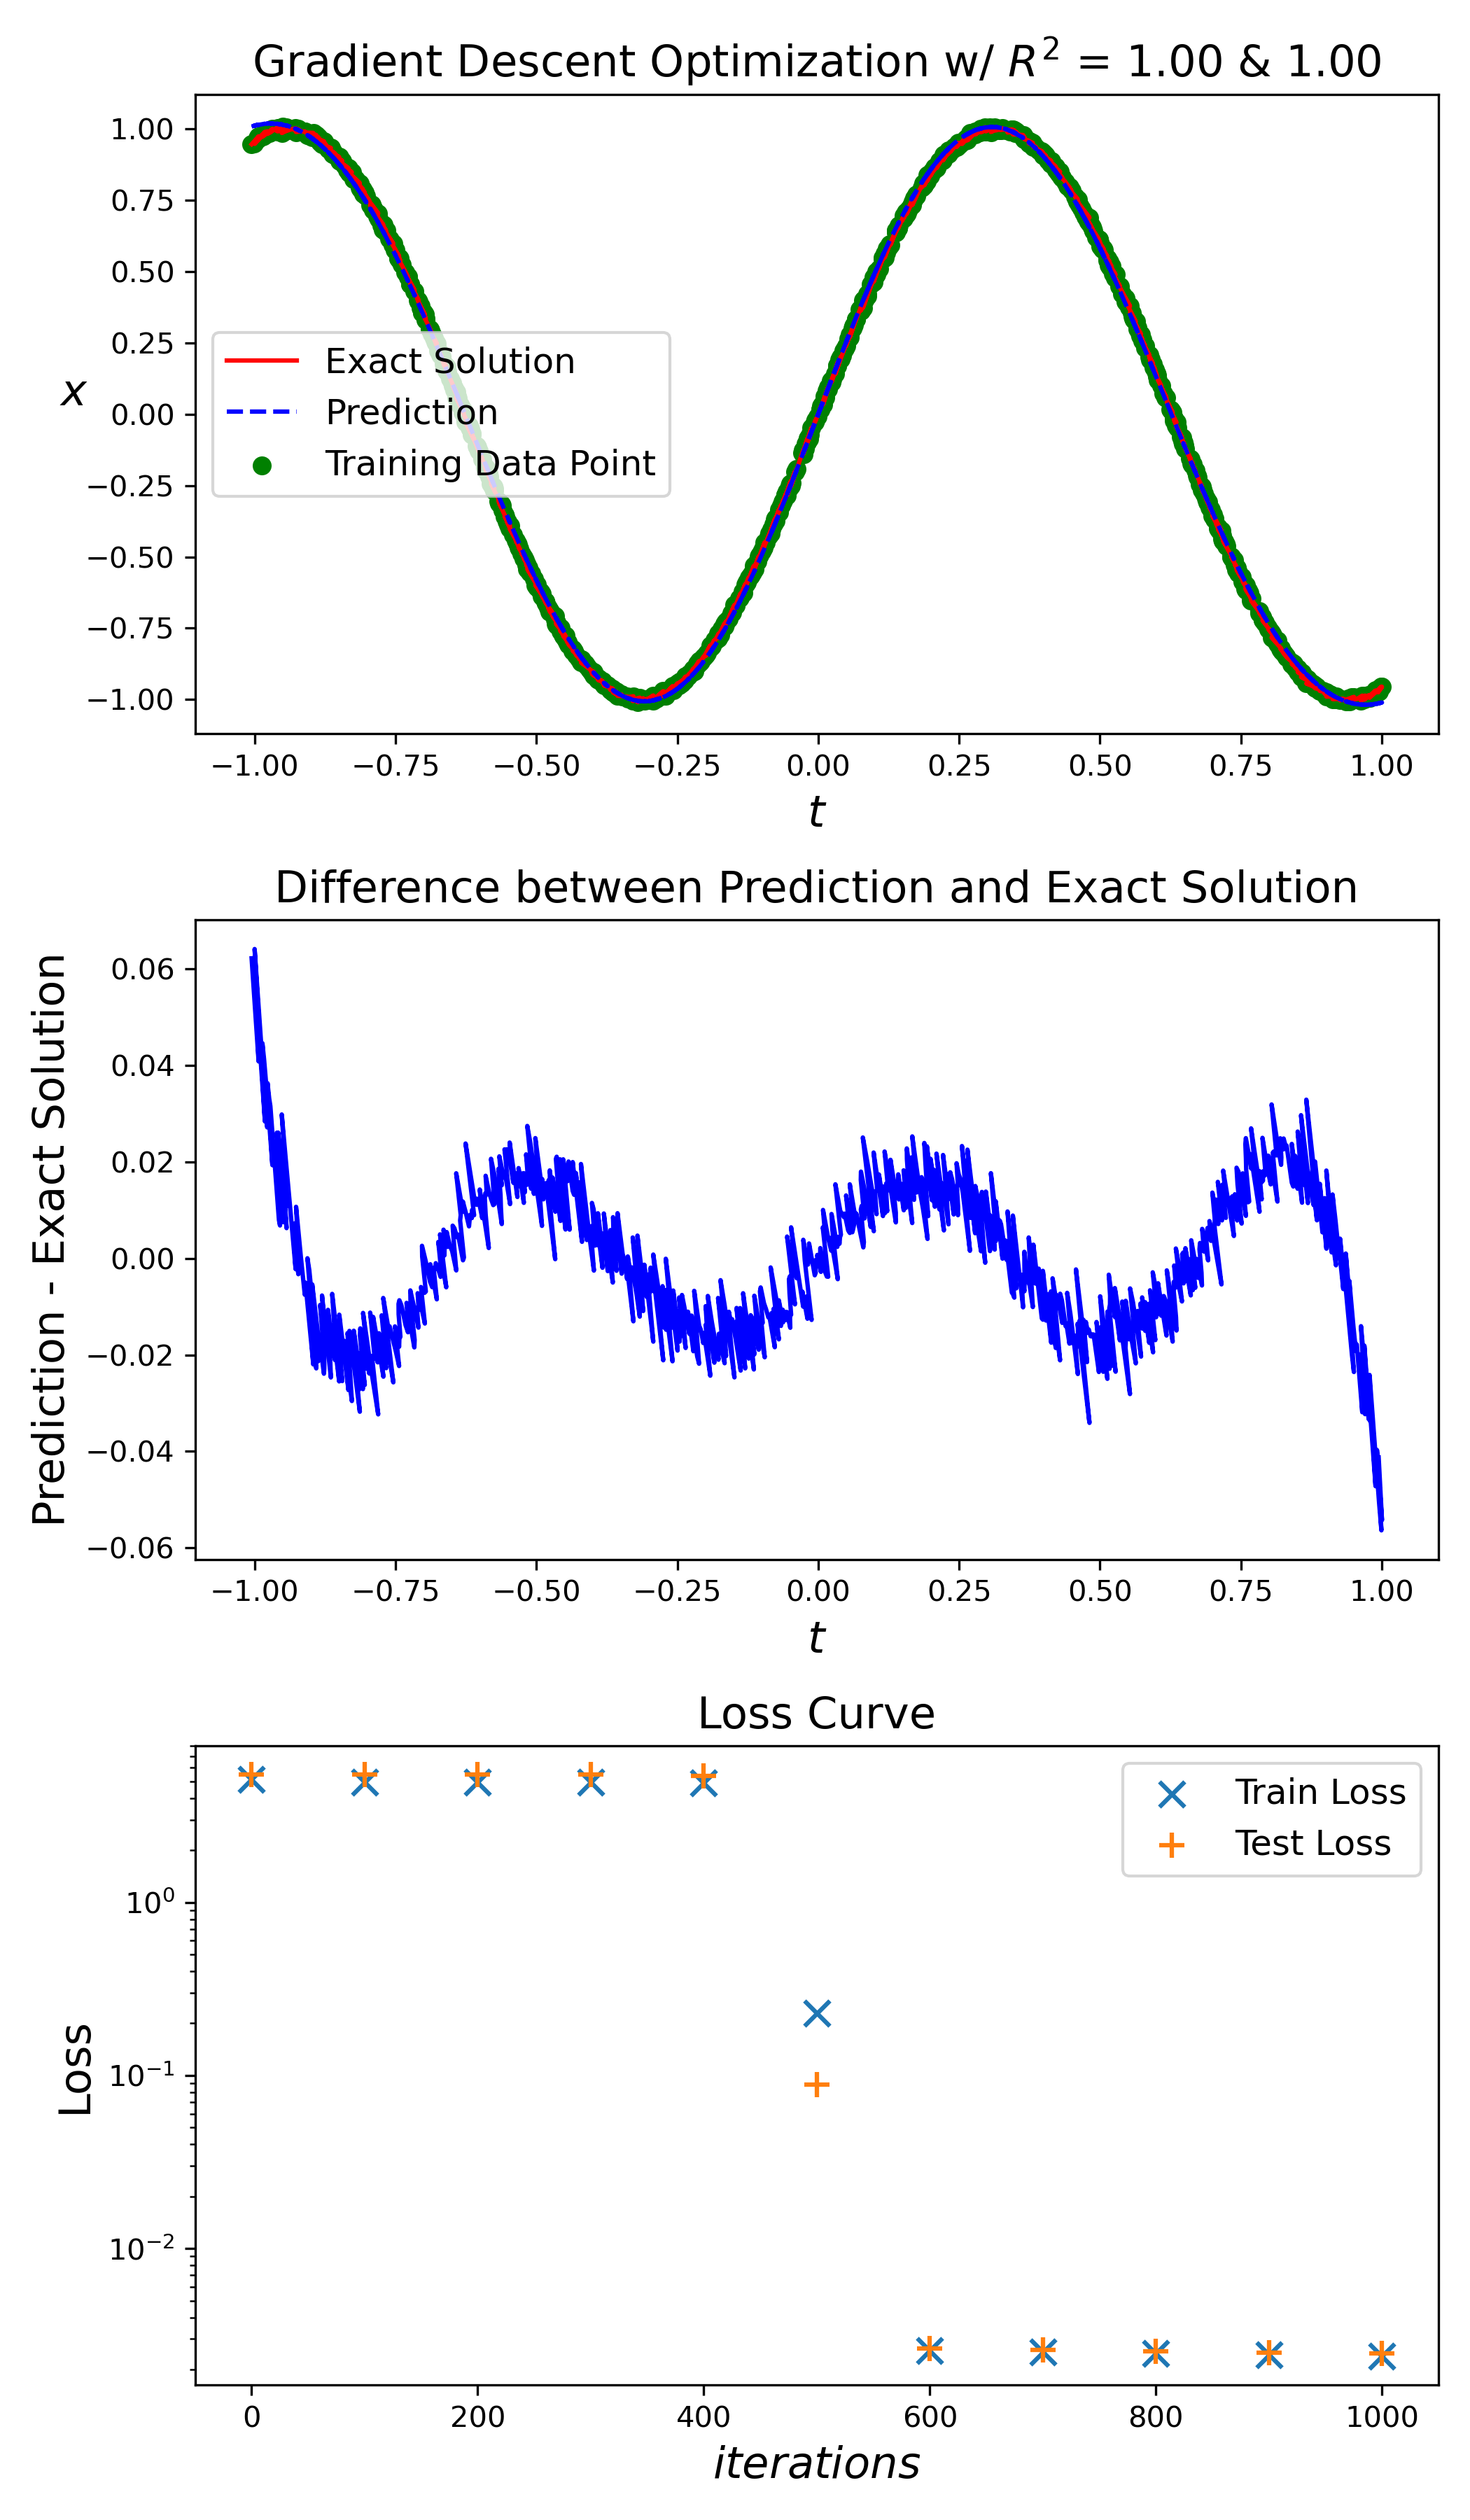 Gradient Descent Optimization w/ R² = 1.00 & 1.00
1.00
0.75
0.50
0.25
0.00
−0.25
−0.50
−0.75
−1.00
x
Exact Solution
Prediction
Training Data Point
−1.00 −0.75 −0.50 −0.25 0.00 0.25 0.50 0.75 1.00
t
Difference between Prediction and Exact Solution
Prediction - Exact Solution
0.06
0.04
0.02
0.00
−0.02
−0.04
−0.06
−1.00 −0.75 −0.50 −0.25 0.00 0.25 0.50 0.75 1.00
t
Loss Curve
Loss
10⁰
10⁻¹
10⁻²
Train Loss
Test Loss
0 200 400 600 800 1000
iterations